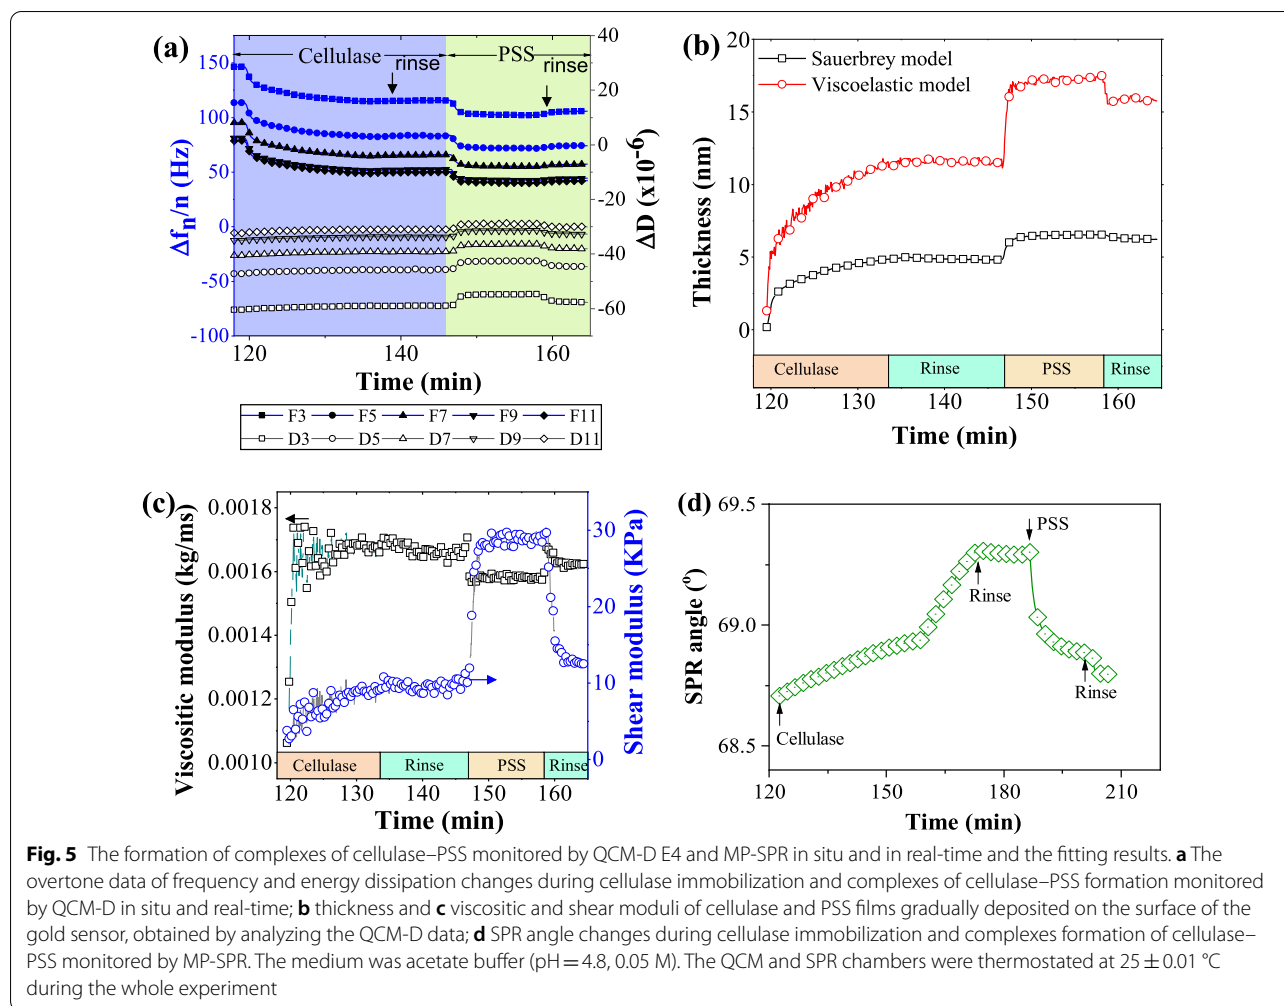 (a)
Cellulase
PSS
rinse
rinse
150
100
50
0
-50
-100
40
20
0
-20
-40
-60
Δfn/n (Hz)
ΔD (x10-6)
120
140
160
Time (min)
F3 F5 F7 F9 F11
D3 D5 D7 D9 D11
(b)
Sauerbrey model
Viscoelastic model
20
15
10
5
0
Thickness (nm)
Cellulase Rinse PSS Rinse
120 130 140 150 160
Time (min)
(c)
0.0018
0.0016
0.0014
0.0012
0.0010
Viscositic modulus (kg/ms)
30
20
10
0
Shear modulus (KPa)
Cellulase Rinse PSS Rinse
120 130 140 150 160
Time (min)
(d)
69.5
69.0
68.5
SPR angle (º)
PSS
Rinse
Rinse
Cellulase
120 150 180 210
Time (min)
Fig. 5 The formation of complexes of cellulase–PSS monitored by QCM-D E4 and MP-SPR in situ and in real-time and the fitting results. a The
overtone data of frequency and energy dissipation changes during cellulase immobilization and complexes of cellulase–PSS formation monitored
by QCM-D in situ and real-time; b thickness and c viscositic and shear moduli of cellulase and PSS films gradually deposited on the surface of the
gold sensor, obtained by analyzing the QCM-D data; d SPR angle changes during cellulase immobilization and complexes formation of cellulase–
PSS monitored by MP-SPR. The medium was acetate buffer (pH = 4.8, 0.05 M). The QCM and SPR chambers were thermostated at 25 ± 0.01 °C
during the whole experiment